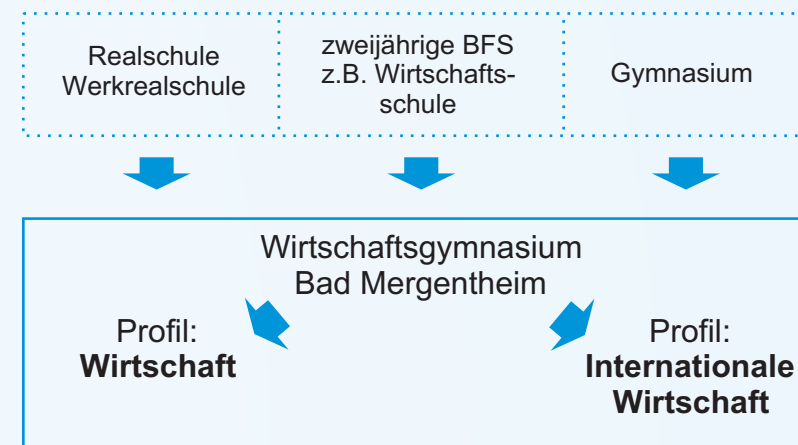 Realschule
Werkrealschule
zweijährige BFS
z.B. Wirtschafts-
schule
Gymnasium
Wirtschaftsgymnasium
Bad Mergentheim
Profil:
Wirtschaft
Profil:
Internationale
Wirtschaft